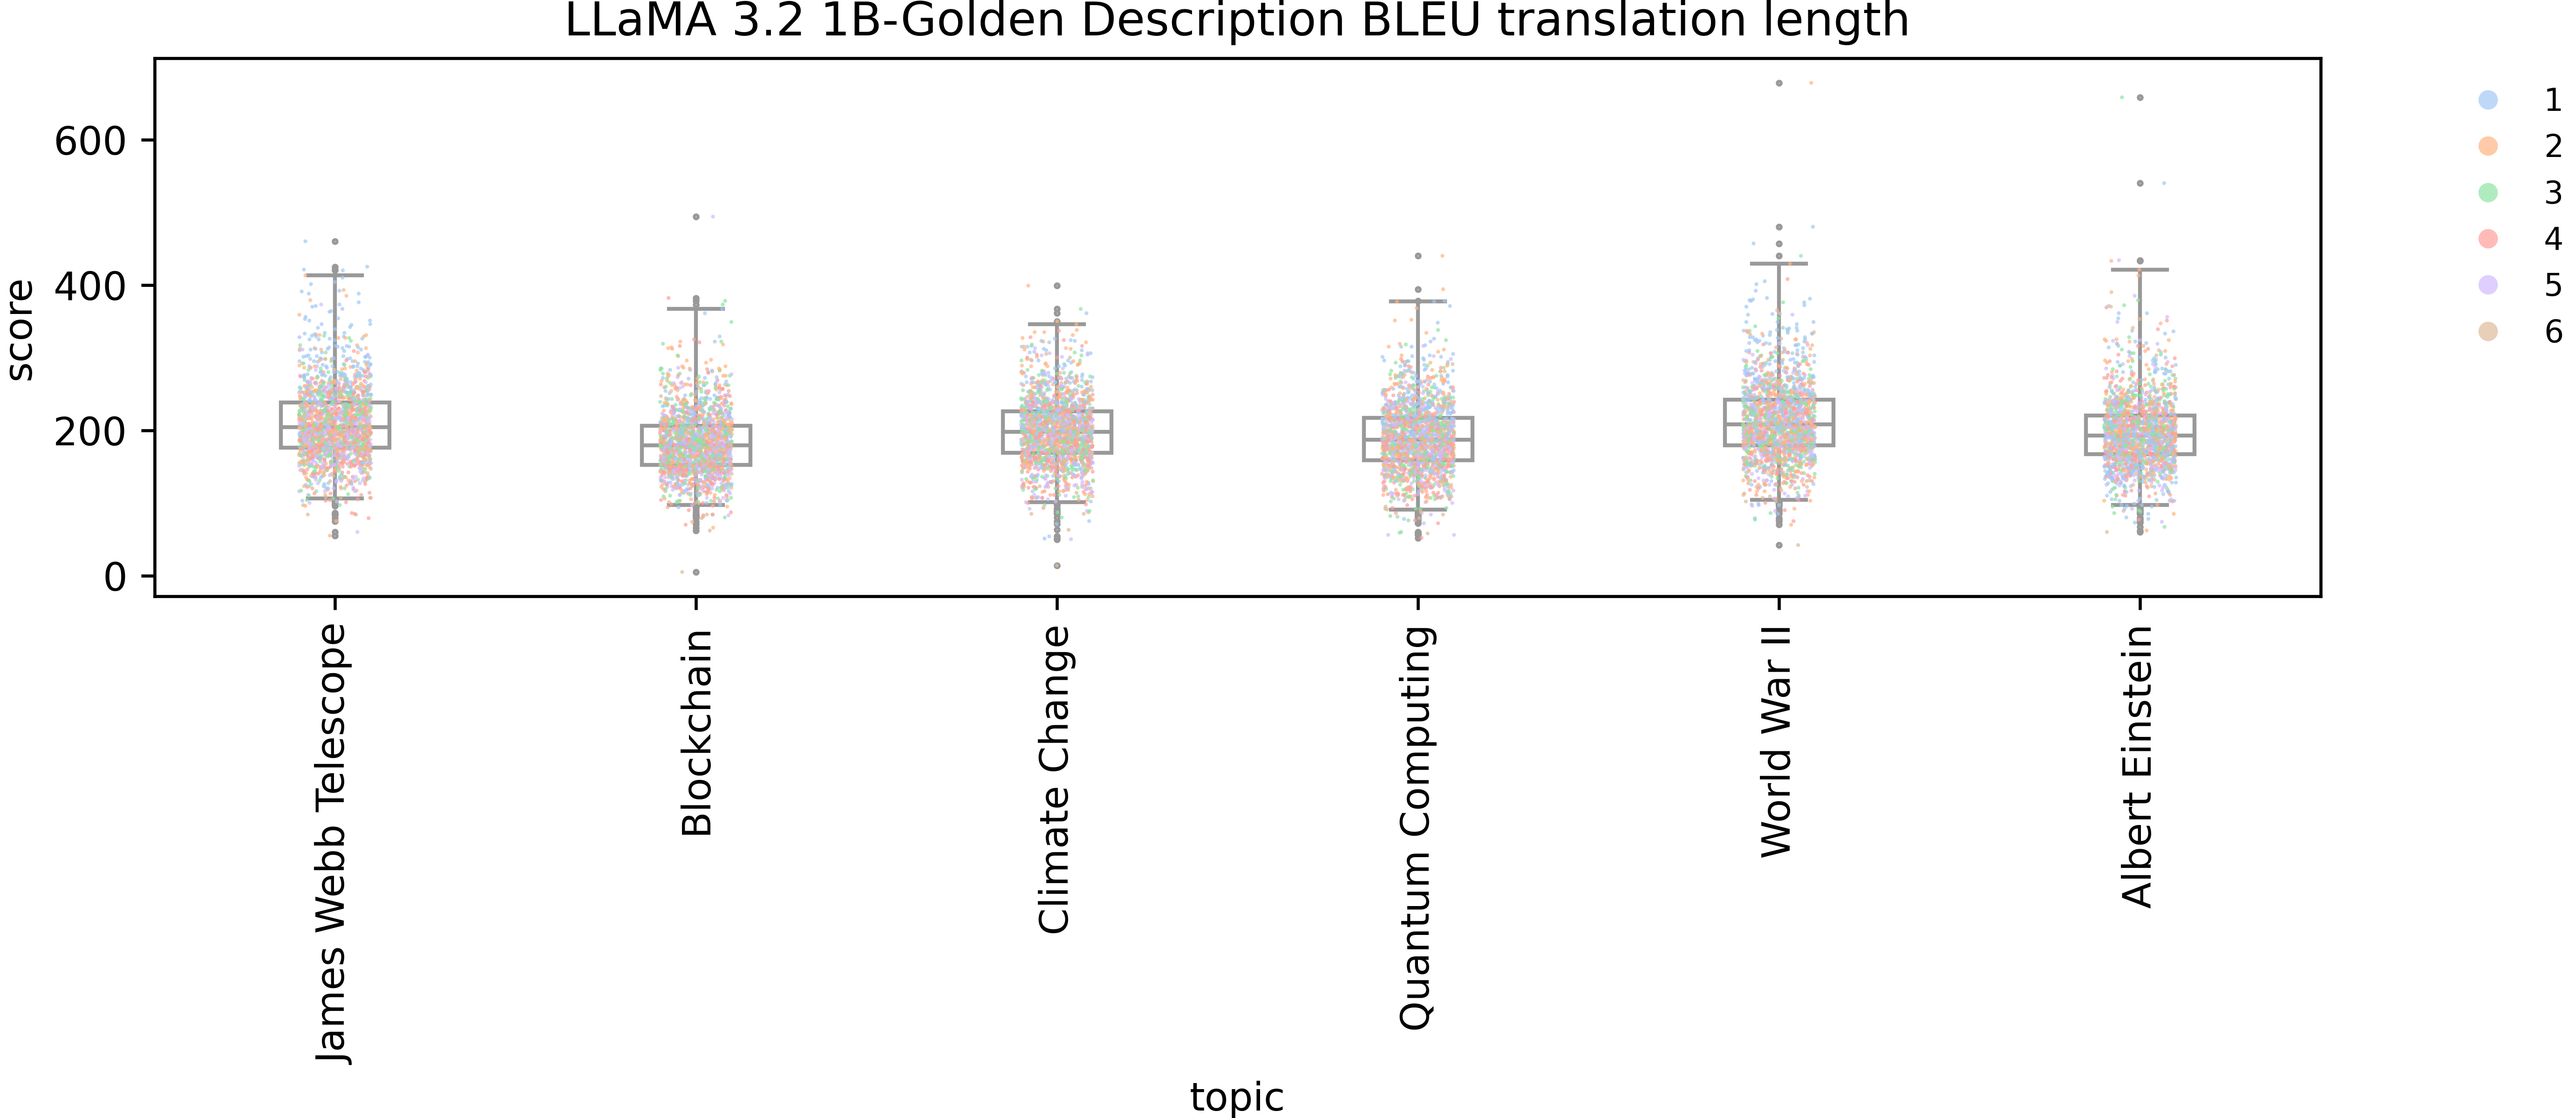 LLaMA 3.2 1B-Golden Description BLEU translation length
score
600
400
200
0
James Webb Telescope
Blockchain
Climate Change
Quantum Computing
World War II
Albert Einstein
topic
1
2
3
4
5
6